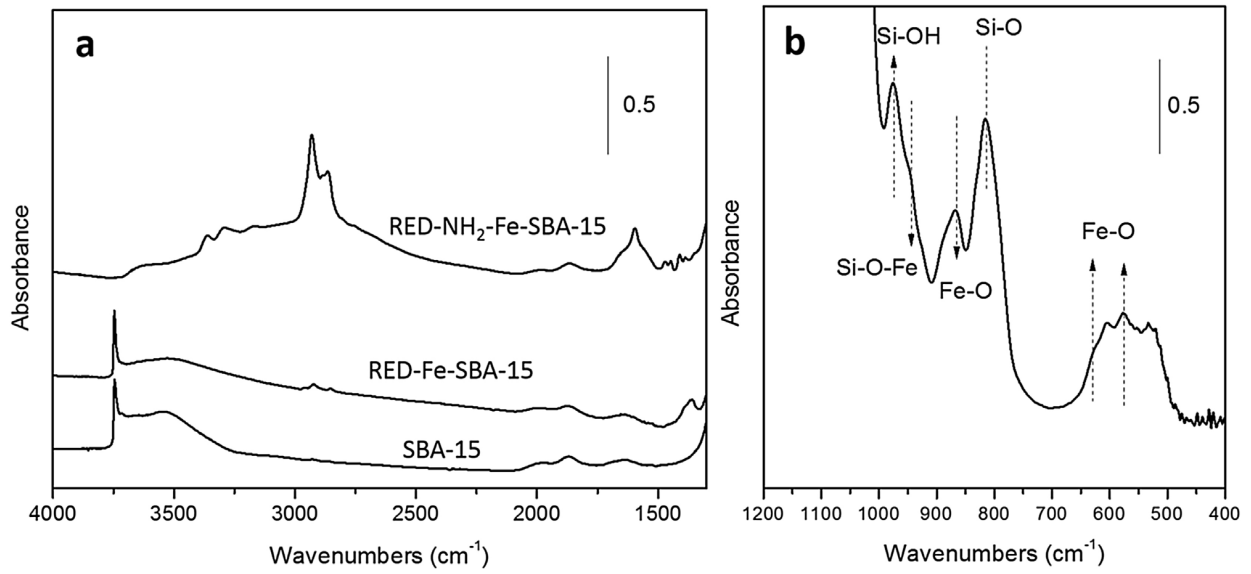 a
0.5
RED-NH₂-Fe-SBA-15
RED-Fe-SBA-15
SBA-15
Absorbance
4000 3500 3000 2500 2000 1500
Wavenumbers (cm⁻¹)
b
Si-OH
Si-O
0.5
Si-O-Fe
Fe-O
Fe-O
Absorbance
1200 1100 1000 900 800 700 600 500 400
Wavenumbers (cm⁻¹)